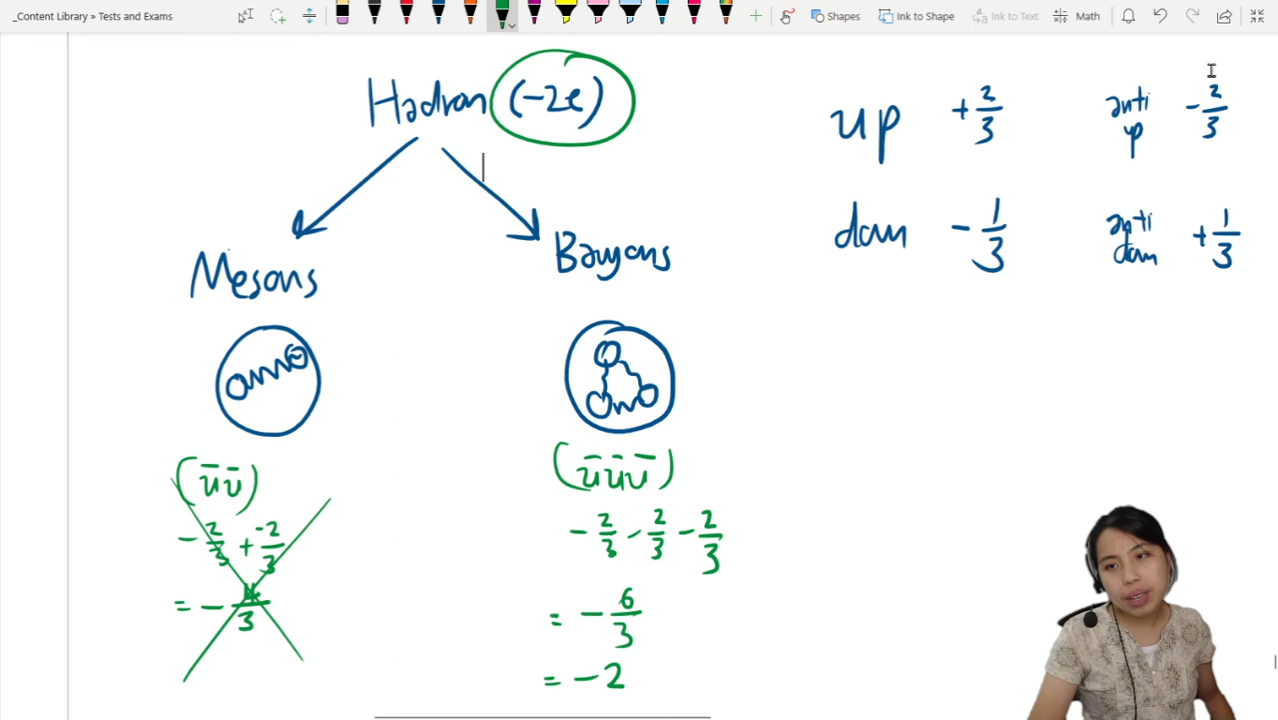 _Content Library » Tests and Exams
Shapes
Ink to Shape
Ink to Text
Math
Hadron (-2e)
up +2/3
anti up -2/3
down -1/3
anti down +1/3
Mesons
Baryons
(ūū)
-2/3 + -2/3
= -4/3
(ūūū)
-2/3 - 2/3 - 2/3
= -6/3
= -2